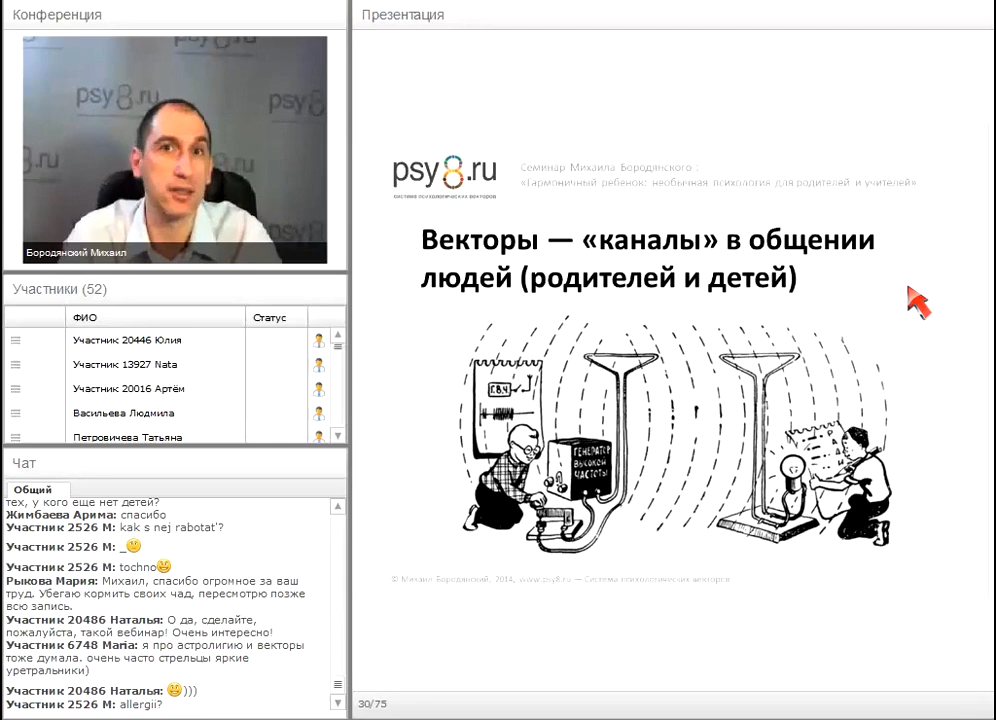 Конференция
psy8.ru
Бородянский Михаил
Участники (52)
ФИО
Статус
Участник 20446 Юлия
Участник 13927 Nata
Участник 20016 Артём
Васильева Людмила
Петровичева Татьяна
Чат
Общий
тех, у кого еще нет детей?
Жимбаева Арима: спасибо
Участник 2526 М: kak s nej rabotat'?
Участник 2526 М: _
Участник 2526 М: tochno
Рыкова Мария: Михаил, спасибо огромное за ваш
труд. Убегаю кормить своих чад, пересмотрю позже
всю запись.
Участник 20486 Наталья: О да, сделайте,
пожалуйста, такой вебинар! Очень интересно!
Участник 6748 Maria: я про астролигию и векторы
тоже думала. очень часто стрельцы яркие
уретральники)
Участник 20486 Наталья: )))
Участник 2526 М: allergii?
Презентация
psy8.ru
система психологических векторов
Семинар Михаила Бородянского :
«Гармоничный ребенок: необычная психология для родителей и учителей»
Векторы — «каналы» в общении
людей (родителей и детей)
Г.В.Ч
ГЕНЕРАТОР
ВЫСОКОЙ
ЧАСТОТЫ
© Михаил Бородянский, 2014, www.psy8.ru — Система психологических векторов
30/75